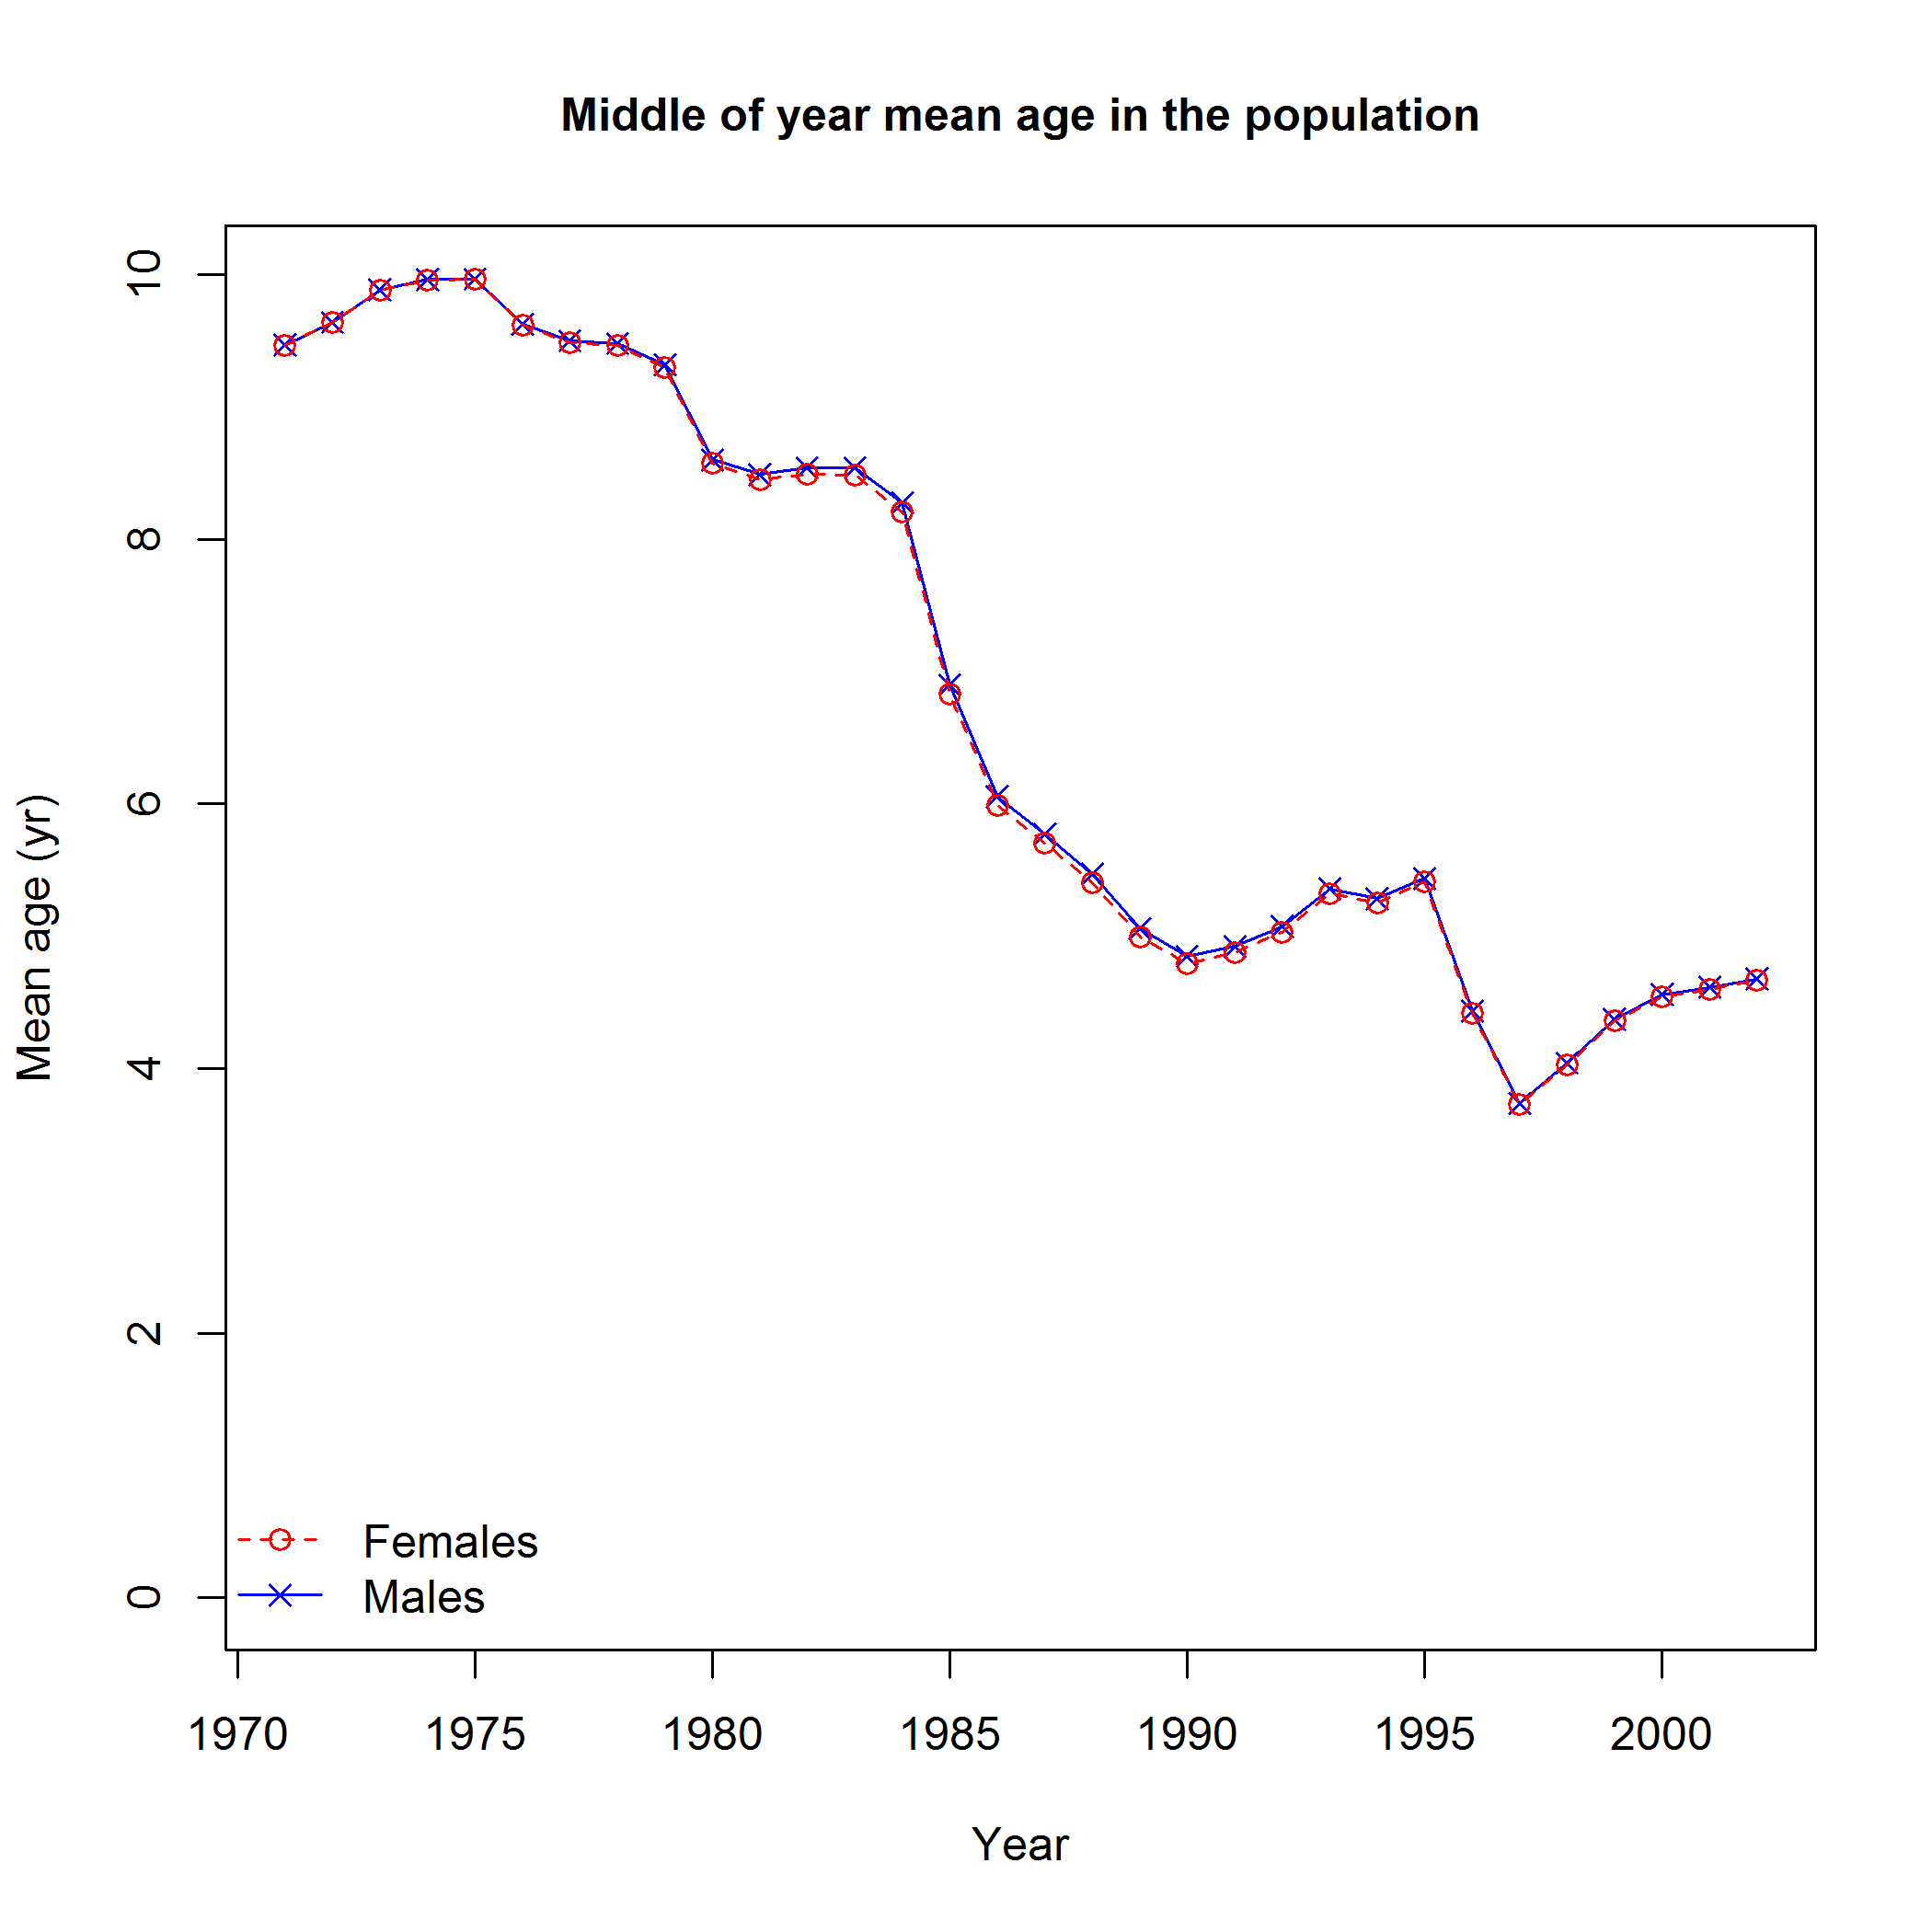 Middle of year mean age in the population
Mean age (yr)
10
8
6
4
2
0
Females
Males
1970 1975 1980 1985 1990 1995 2000
Year